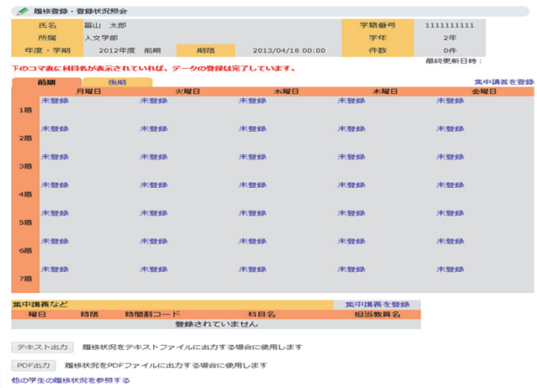 履修登録・登録状況照会
氏名 富山 太郎 学籍番号 1111111111
所属 人文学部 学年 2年
年度・学期 2012年度 前期 期限 2013/04/18 00:00 件数 0件
最終更新日時：
下のコマ表に科目名が表示されていれば、データの登録は完了しています。
前期 後期 集中講義を登録
月曜日 火曜日 水曜日 木曜日 金曜日
1限 未登録 未登録 未登録 未登録 未登録
2限 未登録 未登録 未登録 未登録 未登録
3限 未登録 未登録 未登録 未登録 未登録
4限 未登録 未登録 未登録 未登録 未登録
5限 未登録 未登録 未登録 未登録 未登録
6限 未登録 未登録 未登録 未登録 未登録
7限 未登録 未登録 未登録 未登録 未登録
集中講義など 集中講義を登録
曜日 時限 時間割コード 科目名 担当教員名
登録されていません
テキスト出力 履修状況をテキストファイルに出力する場合に使用します
PDF出力 履修状況をPDFファイルに出力する場合に使用します
他の学生の履修状況を参照する